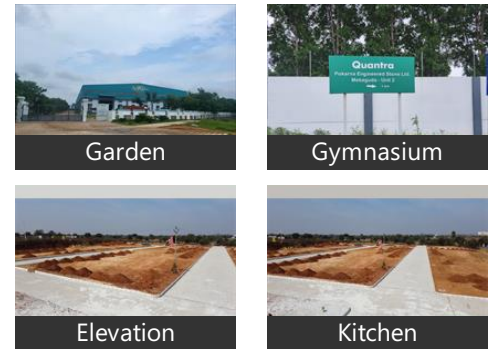 Garden
Gymnasium
Quantra
Pokarna Engineered Stone Ltd
Mekaguda - Unit 2
Elevation
Kitchen